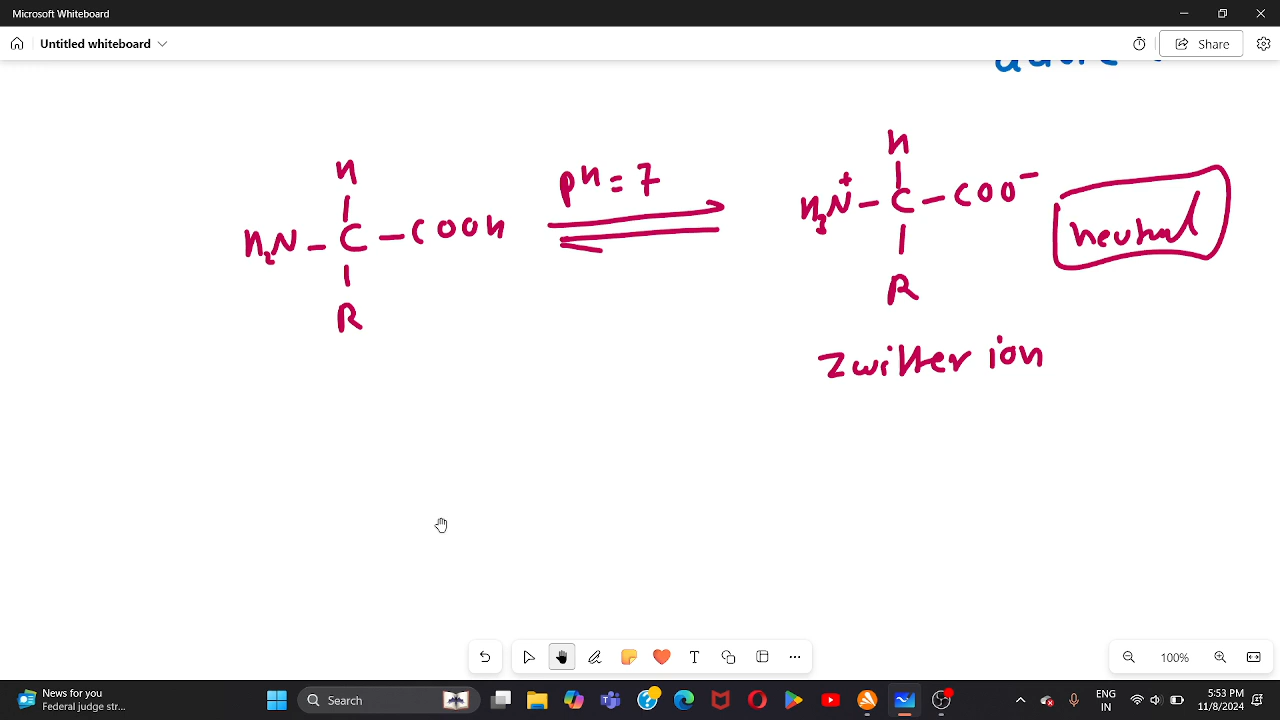 Microsoft Whiteboard
Untitled whiteboard
Share
H
H₂N – C – COOH
R
pH = 7
H
H₃N⁺ – C – COO⁻
R
neutral
Zwitter ion
100%
News for you
Federal judge str...
Search
ENG
IN
5:53 PM
11/8/2024